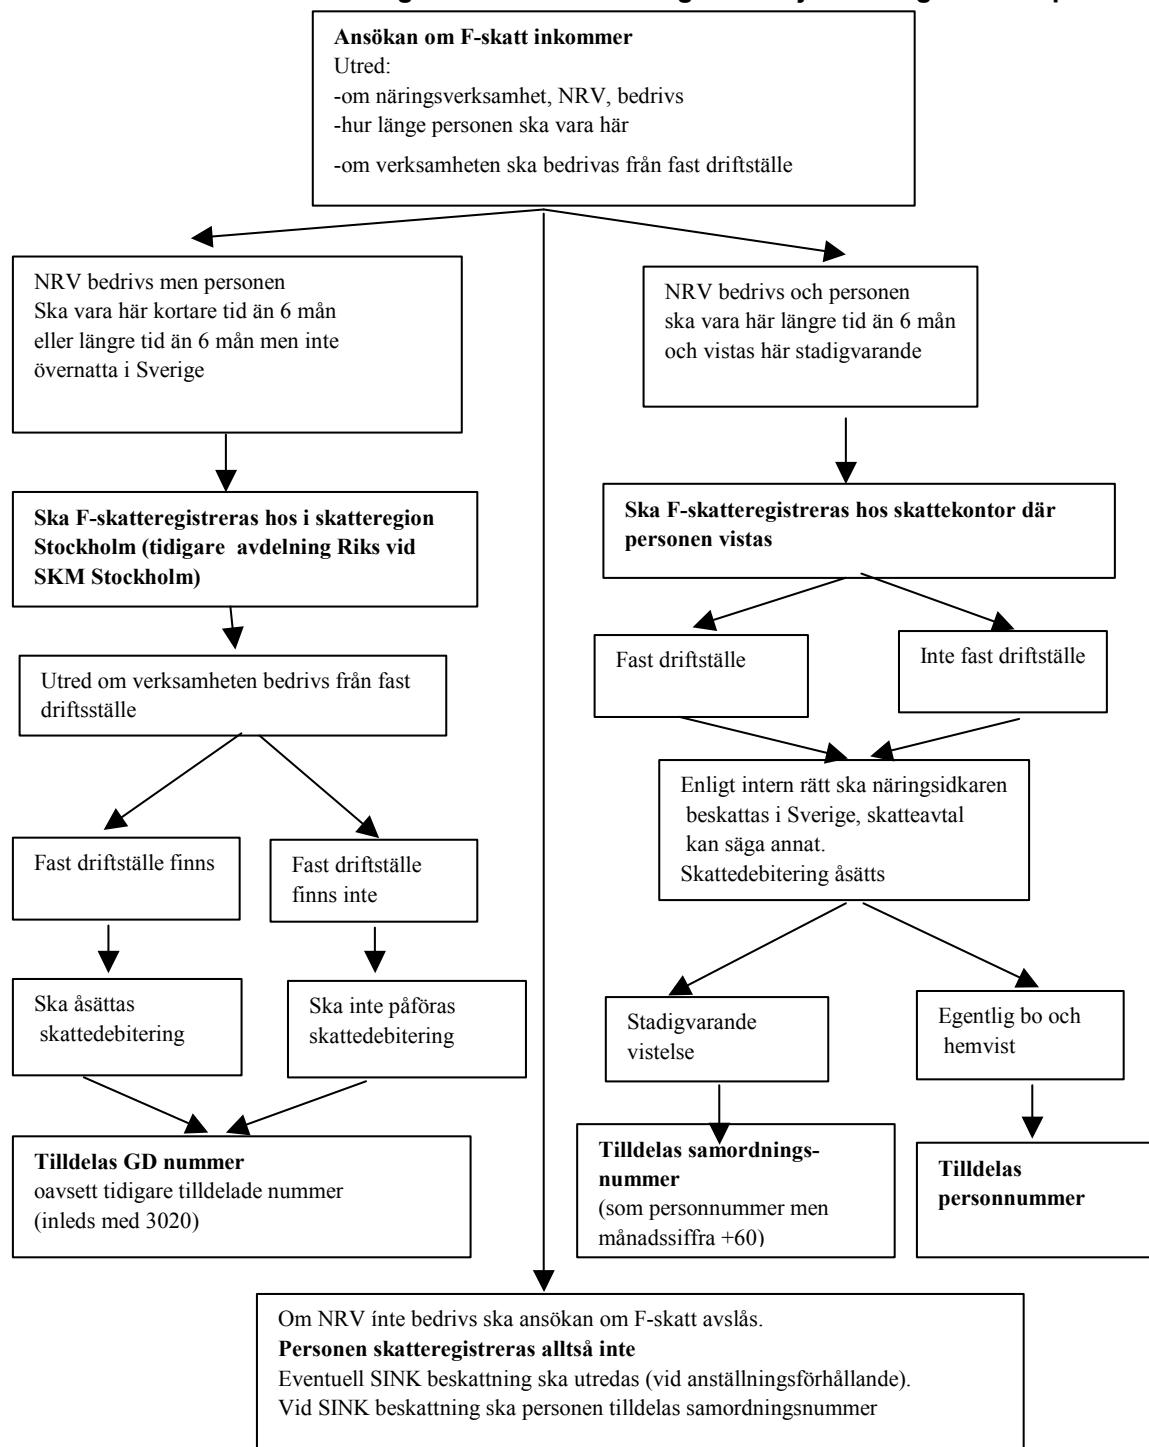 Ansökan om F-skatt inkommer
Utred:
-om näringsverksamhet, NRV, bedrivs
-hur länge personen ska vara här
-om verksamheten ska bedrivas från fast driftställe
NRV bedrivs men personen
Ska vara här kortare tid än 6 mån
eller längre tid än 6 mån men inte
övernatta i Sverige
NRV bedrivs och personen
ska vara här längre tid än 6 mån
och vistas här stadigvarande
Ska F-skatteregistreras hos i skatteregion
Stockholm (tidigare avdelning Riks vid
SKM Stockholm)
Ska F-skatteregistreras hos skattekontor där
personen vistas
Utred om verksamheten bedrivs från fast
driftsställe
Fast driftställe
Inte fast driftställe
Enligt intern rätt ska näringsidkaren
beskattas i Sverige, skatteavtal
kan säga annat.
Skattedebitering åsätts
Fast driftställe finns
Fast driftställe
finns inte
Ska åsättas
skattedebitering
Ska inte påföras
skattedebitering
Stadigvarande
vistelse
Egentlig bo och
hemvist
Tilldelas GD nummer
oavsett tidigare tilldelade nummer
(inleds med 3020)
Tilldelas samordnings-
nummer
(som personnummer men
månadssiffra +60)
Tilldelas
personnummer
Om NRV ínte bedrivs ska ansökan om F-skatt avslås.
Personen skatteregistreras alltså inte
Eventuell SINK beskattning ska utredas (vid anställningsförhållande).
Vid SINK beskattning ska personen tilldelas samordningsnummer